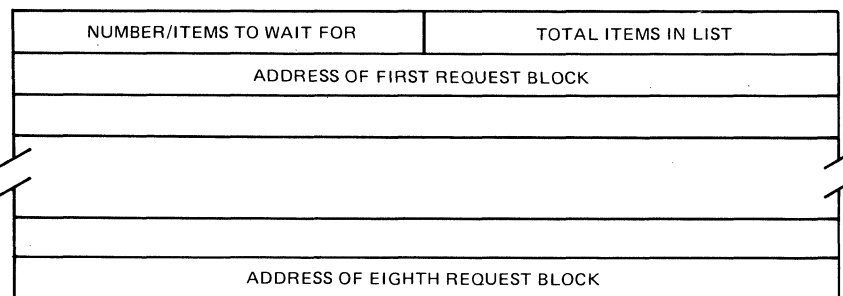 NUMBER/ITEMS TO WAIT FOR
TOTAL ITEMS IN LIST
ADDRESS OF FIRST REQUEST BLOCK
ADDRESS OF EIGHTH REQUEST BLOCK